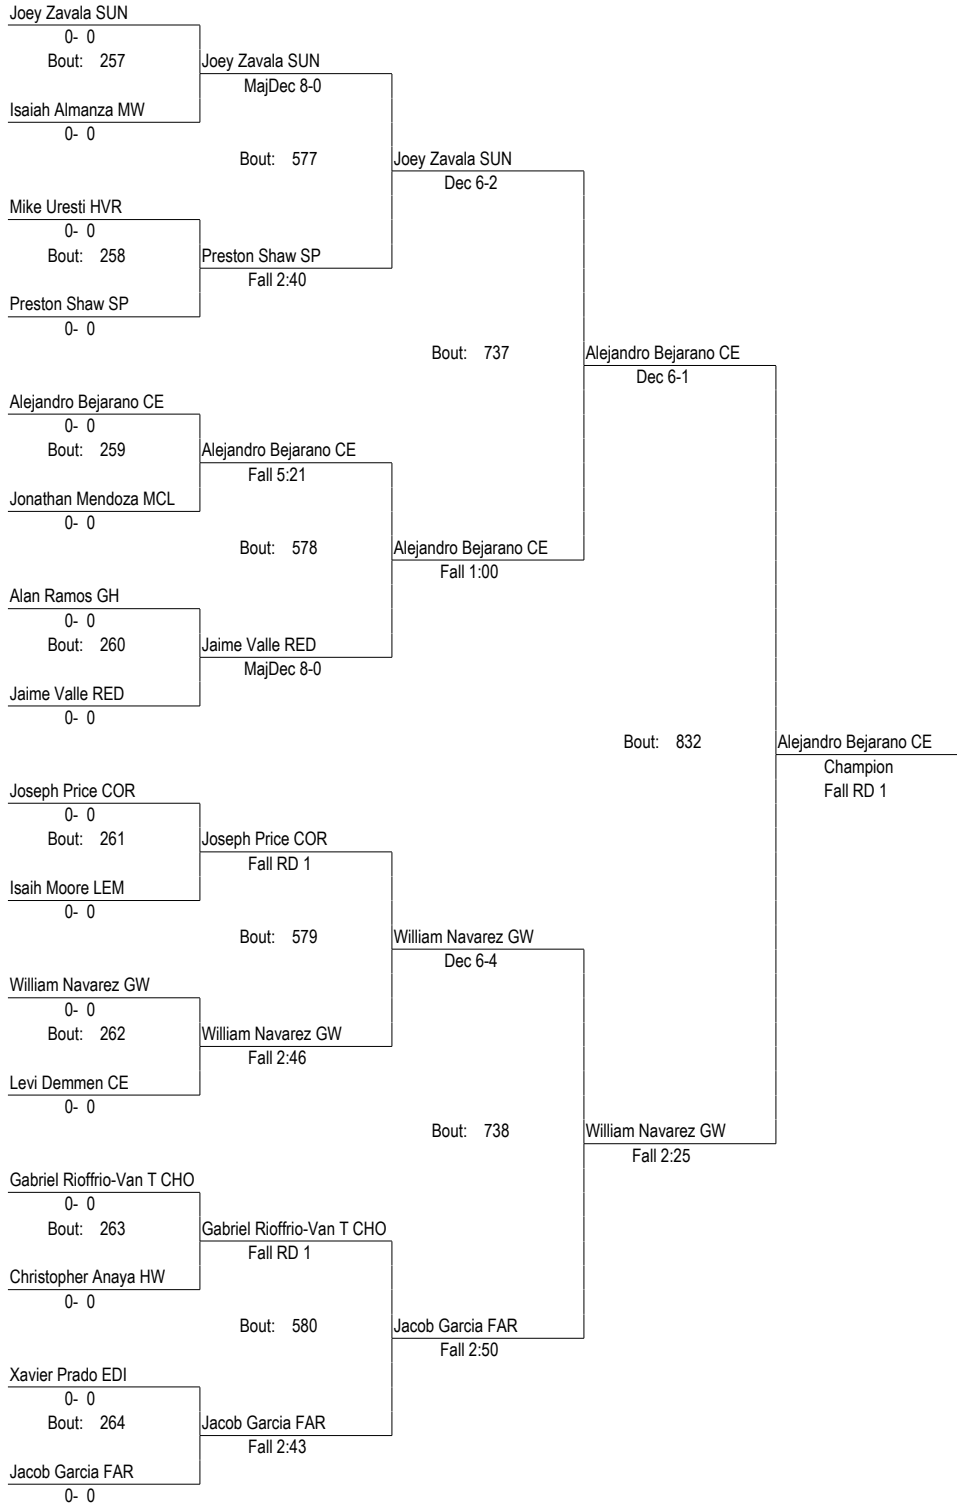 Joey Zavala SUN
0- 0
Bout: 257
Joey Zavala SUN
MajDec 8-0
Isaiah Almanza MW
0- 0
Bout: 577
Joey Zavala SUN
Dec 6-2
Mike Uresti HVR
0- 0
Bout: 258
Preston Shaw SP
Fall 2:40
Preston Shaw SP
0- 0
Bout: 737
Alejandro Bejarano CE
Dec 6-1
Alejandro Bejarano CE
0- 0
Bout: 259
Alejandro Bejarano CE
Fall 5:21
Jonathan Mendoza MCL
0- 0
Bout: 578
Alejandro Bejarano CE
Fall 1:00
Alan Ramos GH
0- 0
Bout: 260
Jaime Valle RED
MajDec 8-0
Jaime Valle RED
0- 0
Bout: 832
Alejandro Bejarano CE
Champion
Fall RD 1
Joseph Price COR
0- 0
Bout: 261
Joseph Price COR
Fall RD 1
Isaih Moore LEM
0- 0
Bout: 579
William Navarez GW
Dec 6-4
William Navarez GW
0- 0
Bout: 262
William Navarez GW
Fall 2:46
Levi Demmen CE
0- 0
Bout: 738
William Navarez GW
Fall 2:25
Gabriel Rioffrio-Van T CHO
0- 0
Bout: 263
Gabriel Rioffrio-Van T CHO
Fall RD 1
Christopher Anaya HW
0- 0
Bout: 580
Jacob Garcia FAR
Fall 2:50
Xavier Prado EDI
0- 0
Bout: 264
Jacob Garcia FAR
Fall 2:43
Jacob Garcia FAR
0- 0